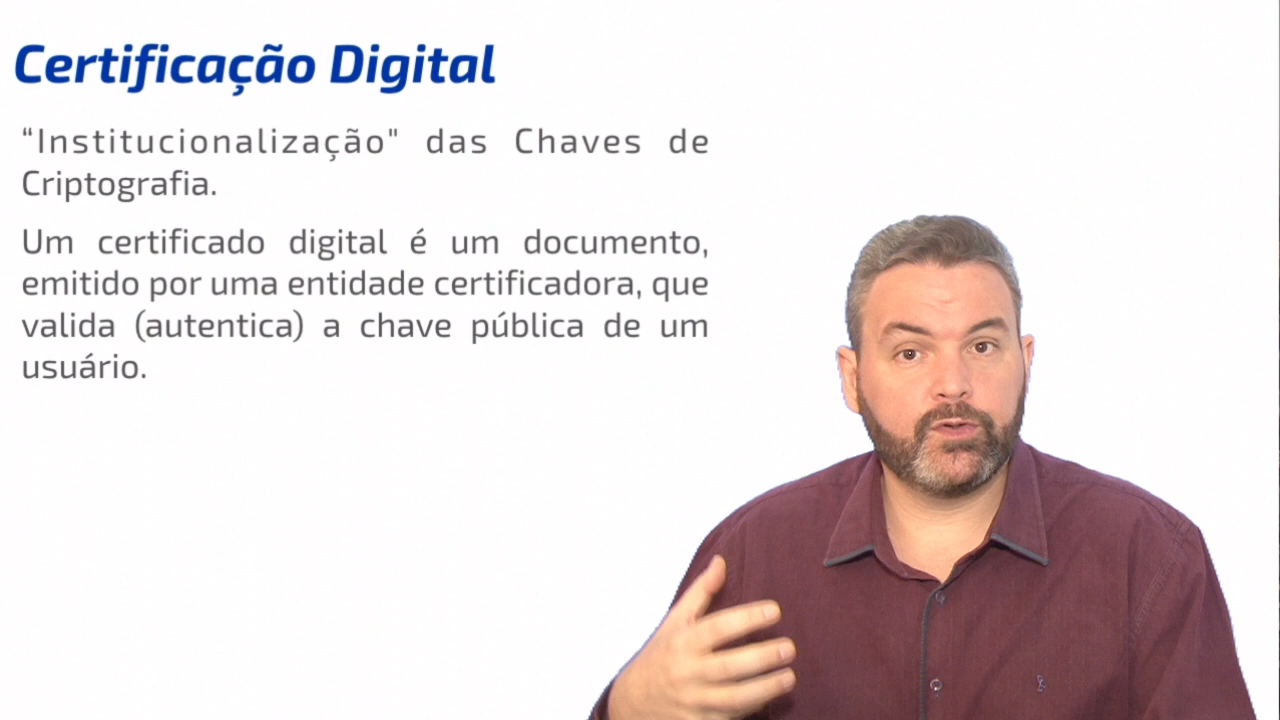 Certificação Digital
“Institucionalização" das Chaves de
Criptografia.
Um certificado digital é um documento,
emitido por uma entidade certificadora, que
valida (autentica) a chave pública de um
usuário.